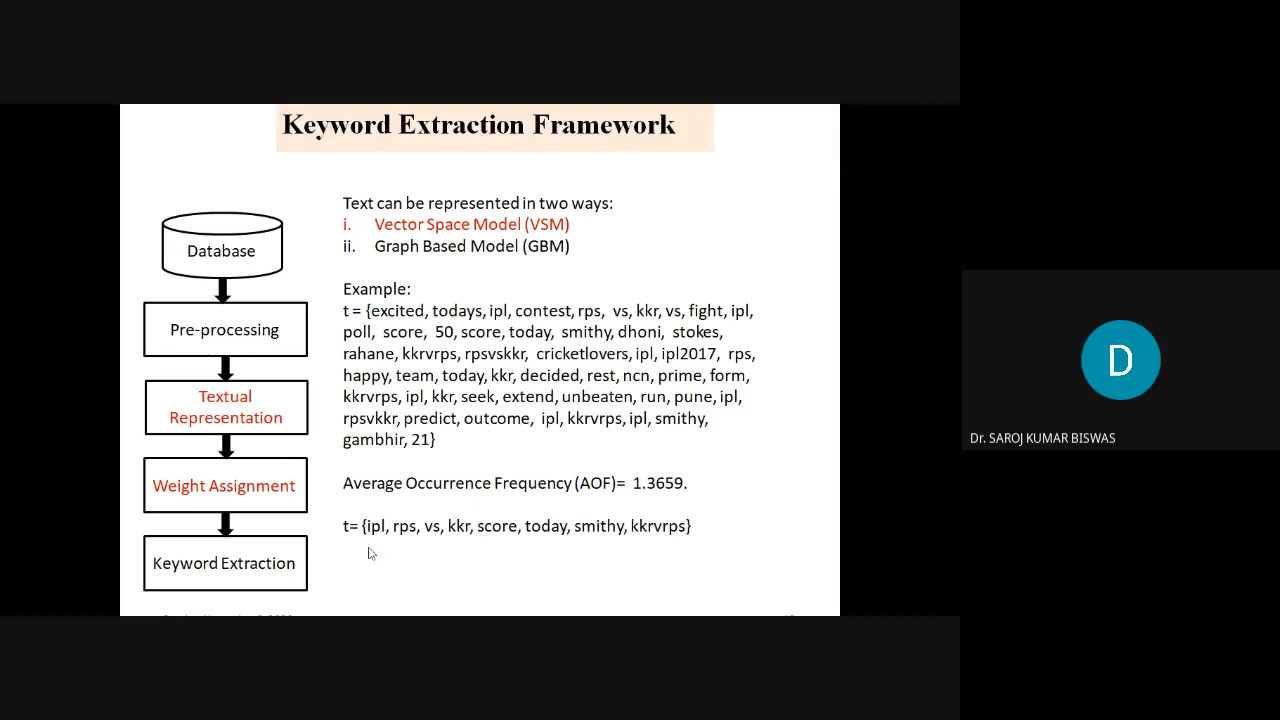 Keyword Extraction Framework
Database
Pre-processing
Textual
Representation
Weight Assignment
Keyword Extraction
Text can be represented in two ways:
i. Vector Space Model (VSM)
ii. Graph Based Model (GBM)
Example:
t = {excited, todays, ipl, contest, rps, vs, kkr, vs, fight, ipl,
poll, score, 50, score, today, smithy, dhoni, stokes,
rahane, kkrvrps, rpsvskkr, cricketlovers, ipl, ipl2017, rps,
happy, team, today, kkr, decided, rest, ncn, prime, form,
kkrvrps, ipl, kkr, seek, extend, unbeaten, run, pune, ipl,
rpsvkkr, predict, outcome, ipl, kkrvrps, ipl, smithy,
gambhir, 21}
Average Occurrence Frequency (AOF)= 1.3659.
t= {ipl, rps, vs, kkr, score, today, smithy, kkrvrps}
D
Dr. SAROJ KUMAR BISWAS